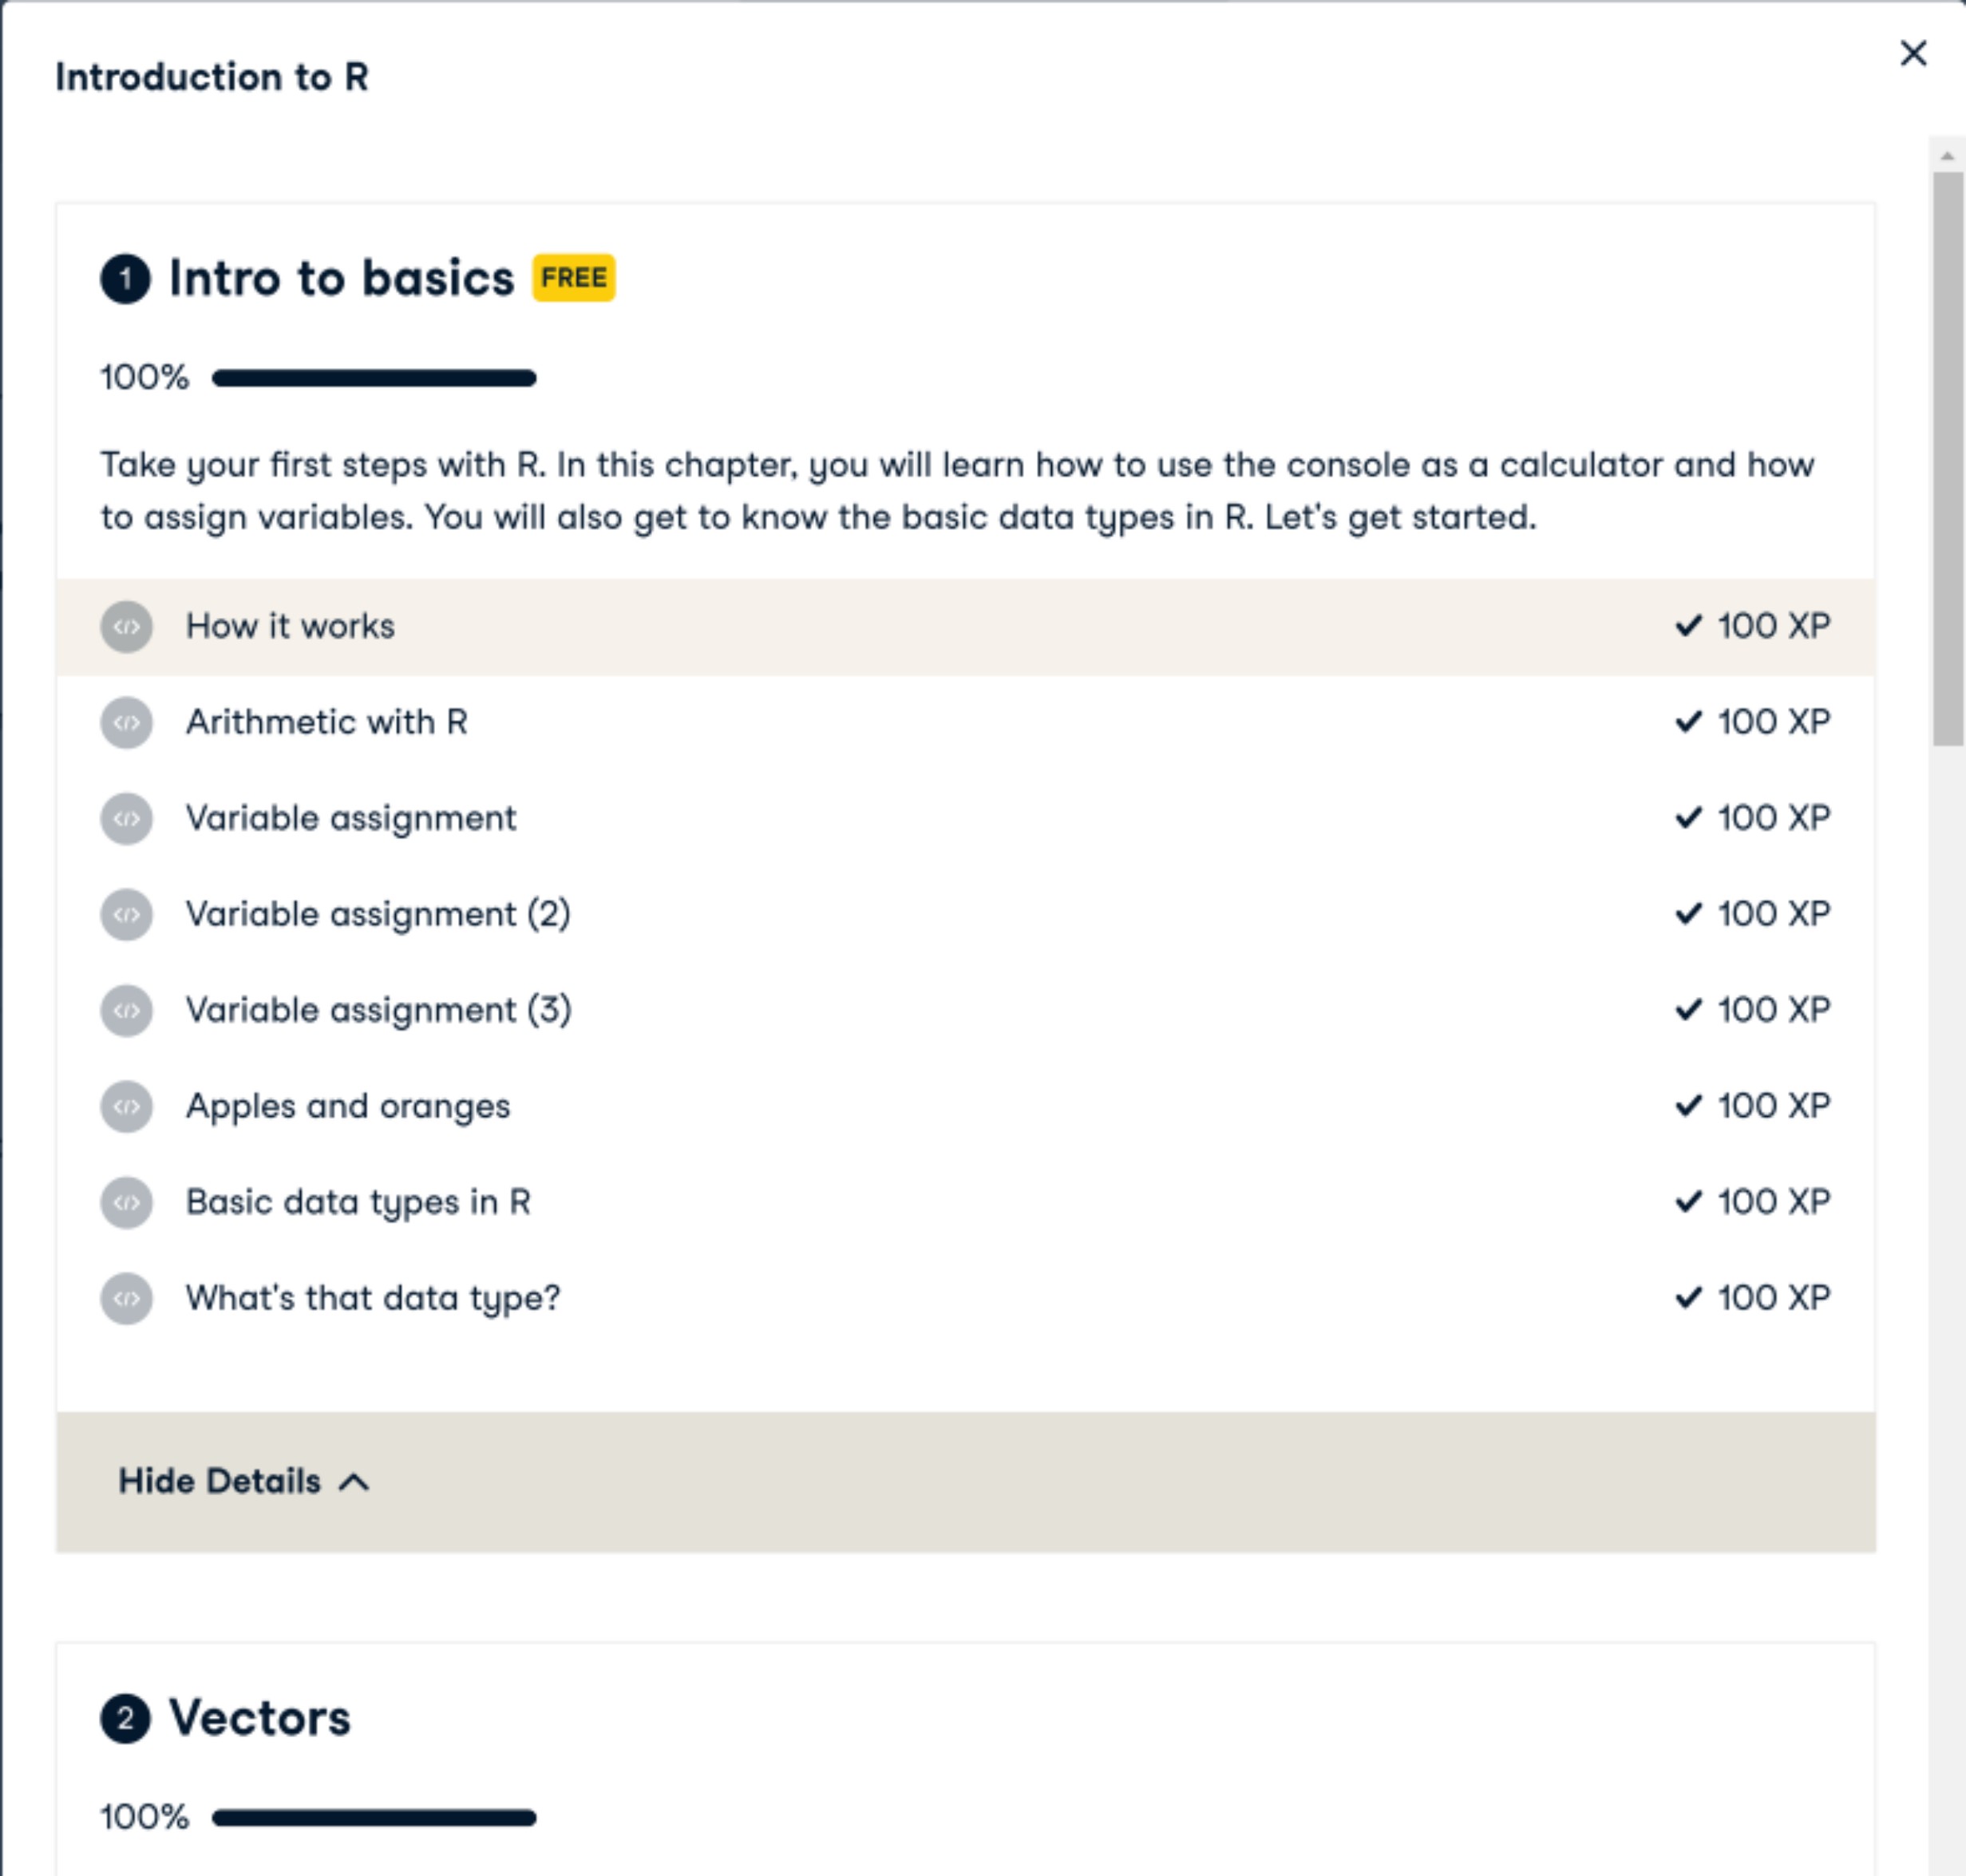 Introduction to R
1 Intro to basics FREE
100%
Take your first steps with R. In this chapter, you will learn how to use the console as a calculator and how
to assign variables. You will also get to know the basic data types in R. Let's get started.
How it works ✔ 100 XP
Arithmetic with R ✔ 100 XP
Variable assignment ✔ 100 XP
Variable assignment (2) ✔ 100 XP
Variable assignment (3) ✔ 100 XP
Apples and oranges ✔ 100 XP
Basic data types in R ✔ 100 XP
What's that data type? ✔ 100 XP
Hide Details
2 Vectors
100%